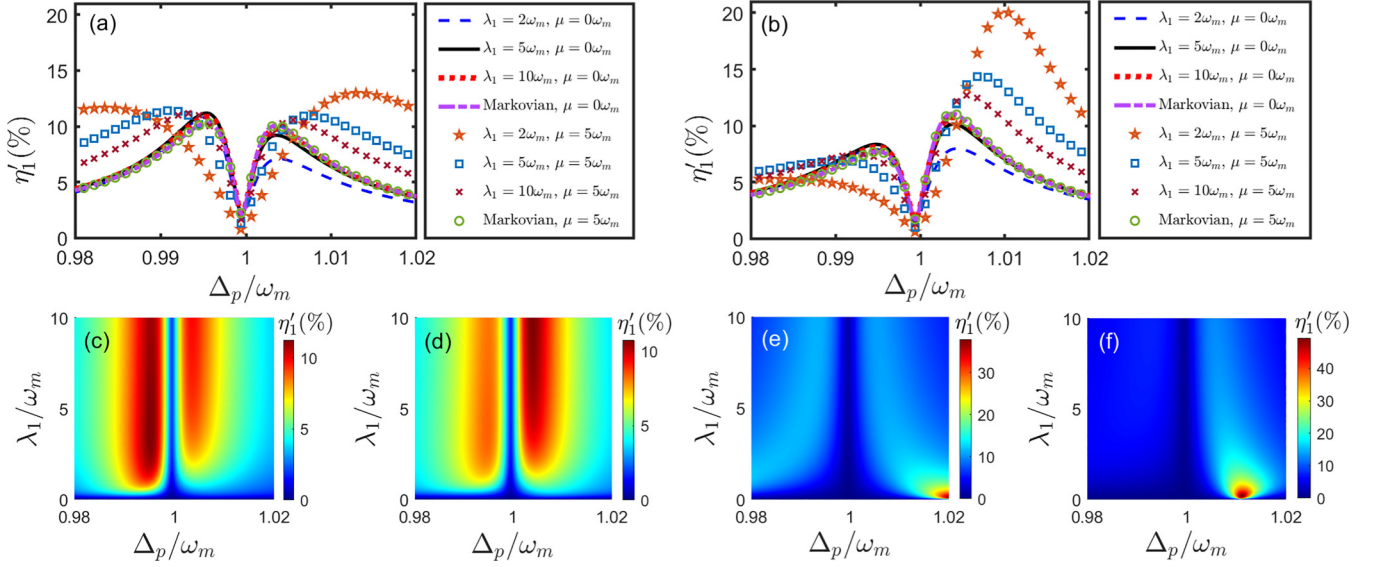 (a)
η′₁(%)
20
15
10
5
0
0.98 0.99 1 1.01 1.02
Δₚ/ωₘ
λ₁ = 2ωₘ, μ = 0ωₘ
λ₁ = 5ωₘ, μ = 0ωₘ
λ₁ = 10ωₘ, μ = 0ωₘ
Markovian, μ = 0ωₘ
λ₁ = 2ωₘ, μ = 5ωₘ
λ₁ = 5ωₘ, μ = 5ωₘ
λ₁ = 10ωₘ, μ = 5ωₘ
Markovian, μ = 5ωₘ
(b)
η′₁(%)
20
15
10
5
0
0.98 0.99 1 1.01 1.02
Δₚ/ωₘ
λ₁ = 2ωₘ, μ = 0ωₘ
λ₁ = 5ωₘ, μ = 0ωₘ
λ₁ = 10ωₘ, μ = 0ωₘ
Markovian, μ = 0ωₘ
λ₁ = 2ωₘ, μ = 5ωₘ
λ₁ = 5ωₘ, μ = 5ωₘ
λ₁ = 10ωₘ, μ = 5ωₘ
Markovian, μ = 5ωₘ
(c)
λ₁/ωₘ
10
5
0
0.98 1 1.02
Δₚ/ωₘ
η′₁(%)
10
5
0
(d)
λ₁/ωₘ
10
5
0
0.98 1 1.02
Δₚ/ωₘ
η′₁(%)
10
5
0
(e)
λ₁/ωₘ
10
5
0
0.98 1 1.02
Δₚ/ωₘ
η′₁(%)
30
20
10
0
(f)
λ₁/ωₘ
10
5
0
0.98 1 1.02
Δₚ/ωₘ
η′₁(%)
40
30
20
10
0